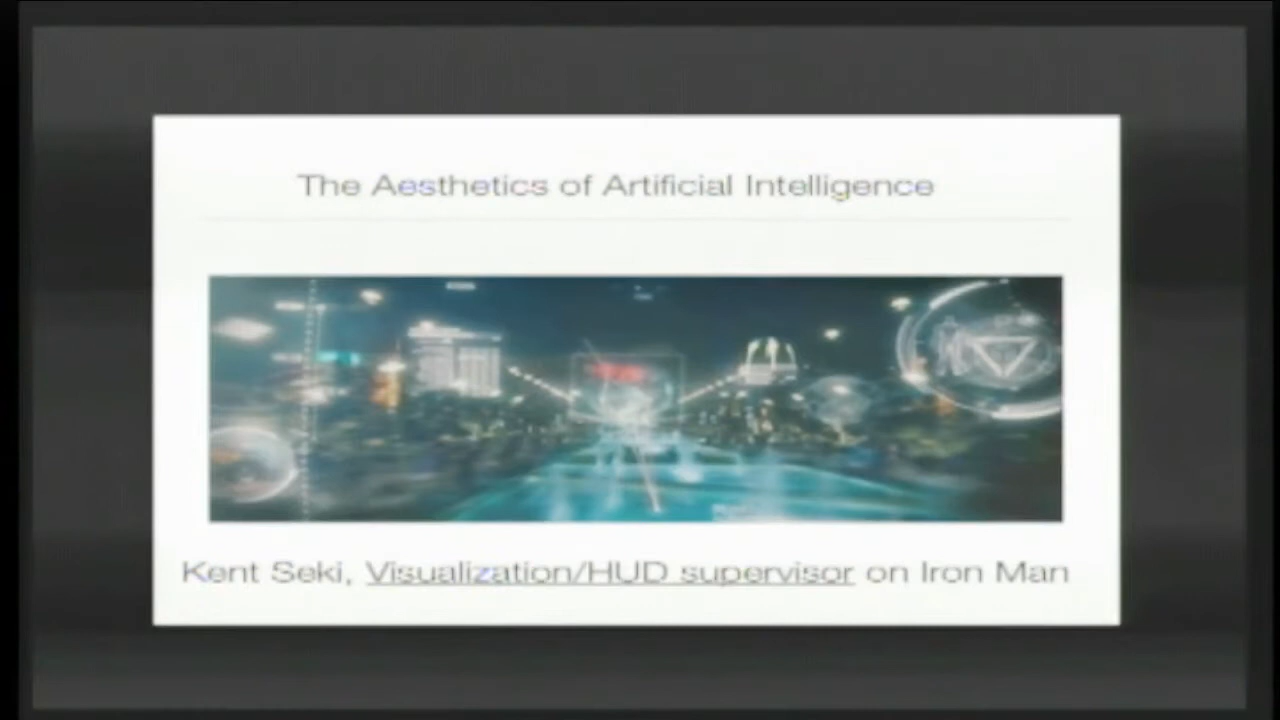 The Aesthetics of Artificial Intelligence
Kent Seki, Visualization/HUD supervisor on Iron Man